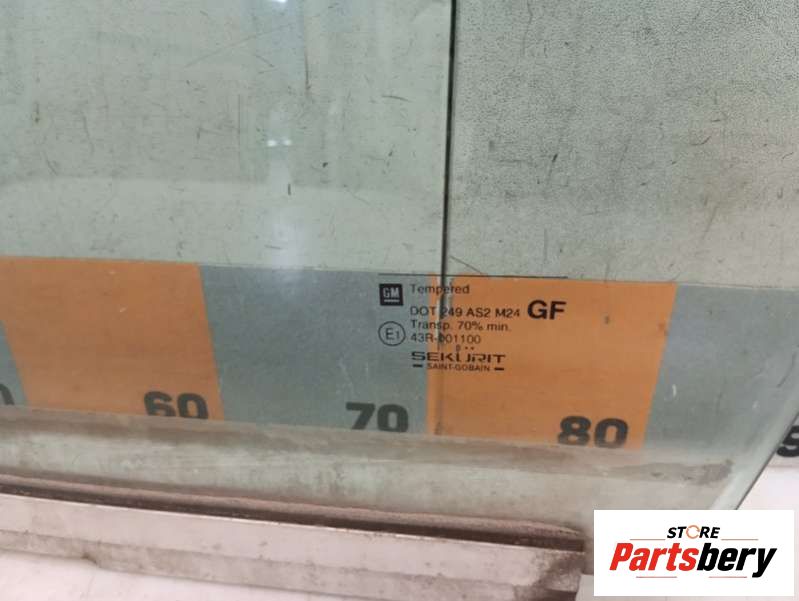 GM Tempered
DOT 249 AS2 M24 GF
Transp. 70% min.
E1 43R-001100
SEKURIT
SAINT-GOBAIN
60 70 80
STORE
Partsbery